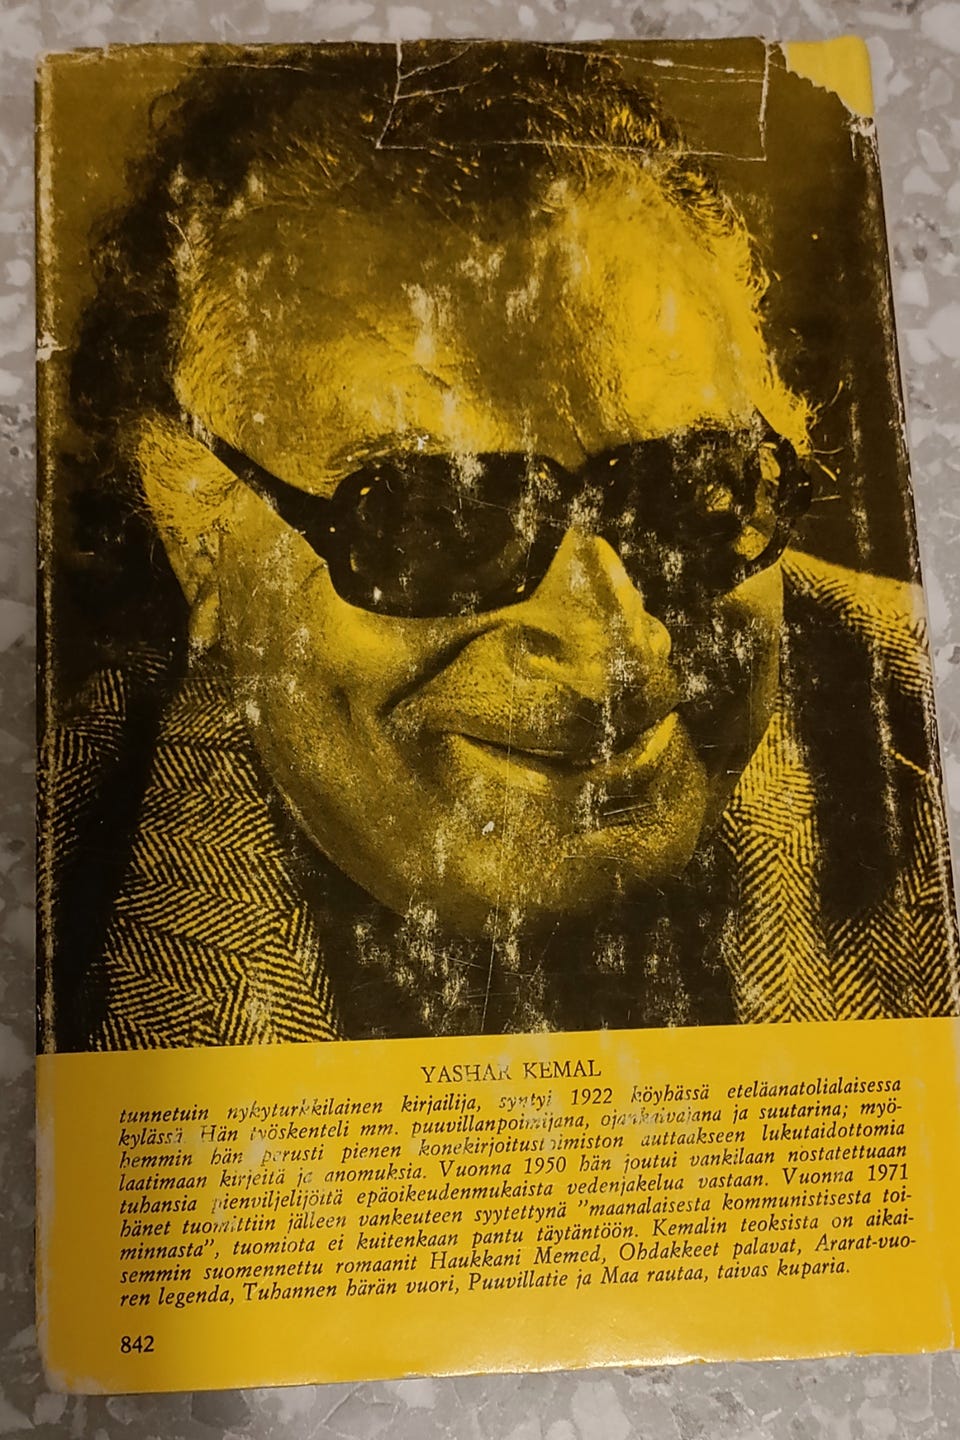 YASHAR KEMAL
tunnetuin nykyturkkilainen kirjailija, syntyi 1922 köyhässä eteläanatolialaisessa
kylässä. Hän työskenteli mm. puuvillanpoimijana, ojankaivajana ja suutarina; myö-
hemmin hän perusti pienen konekirjoitustoimiston auttaakseen lukutaidottomia
laatimaan kirjeitä ja anomuksia. Vuonna 1950 hän joutui vankilaan nostatettuaan
tuhansia pienviljelijöitä epäoikeudenmukaista vedenjakelua vastaan. Vuonna 1971
hänet tuomittiin jälleen vankeuteen syytettynä "maanalaisesta kommunistisesta toi-
minnasta", tuomiota ei kuitenkaan pantu täytäntöön. Kemalin teoksista on aikai-
semmin suomennettu romaanit Haukkani Memed, Ohdakkeet palavat, Ararat-vuo-
ren legenda, Tuhannen härän vuori, Puuvillatie ja Maa rautaa, taivas kuparia.
842